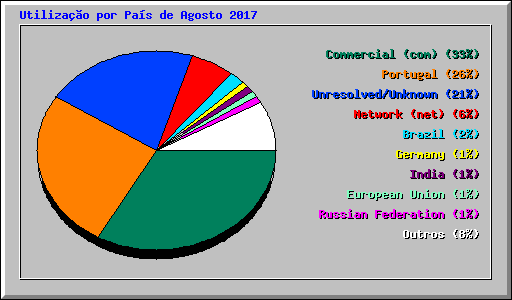 Utilização por País de Agosto 2017
Commercial (com) (33%)
Portugal (26%)
Unresolved/Unknown (21%)
Network (net) (6%)
Brazil (2%)
Germany (1%)
India (1%)
European Union (1%)
Russian Federation (1%)
Outros (8%)